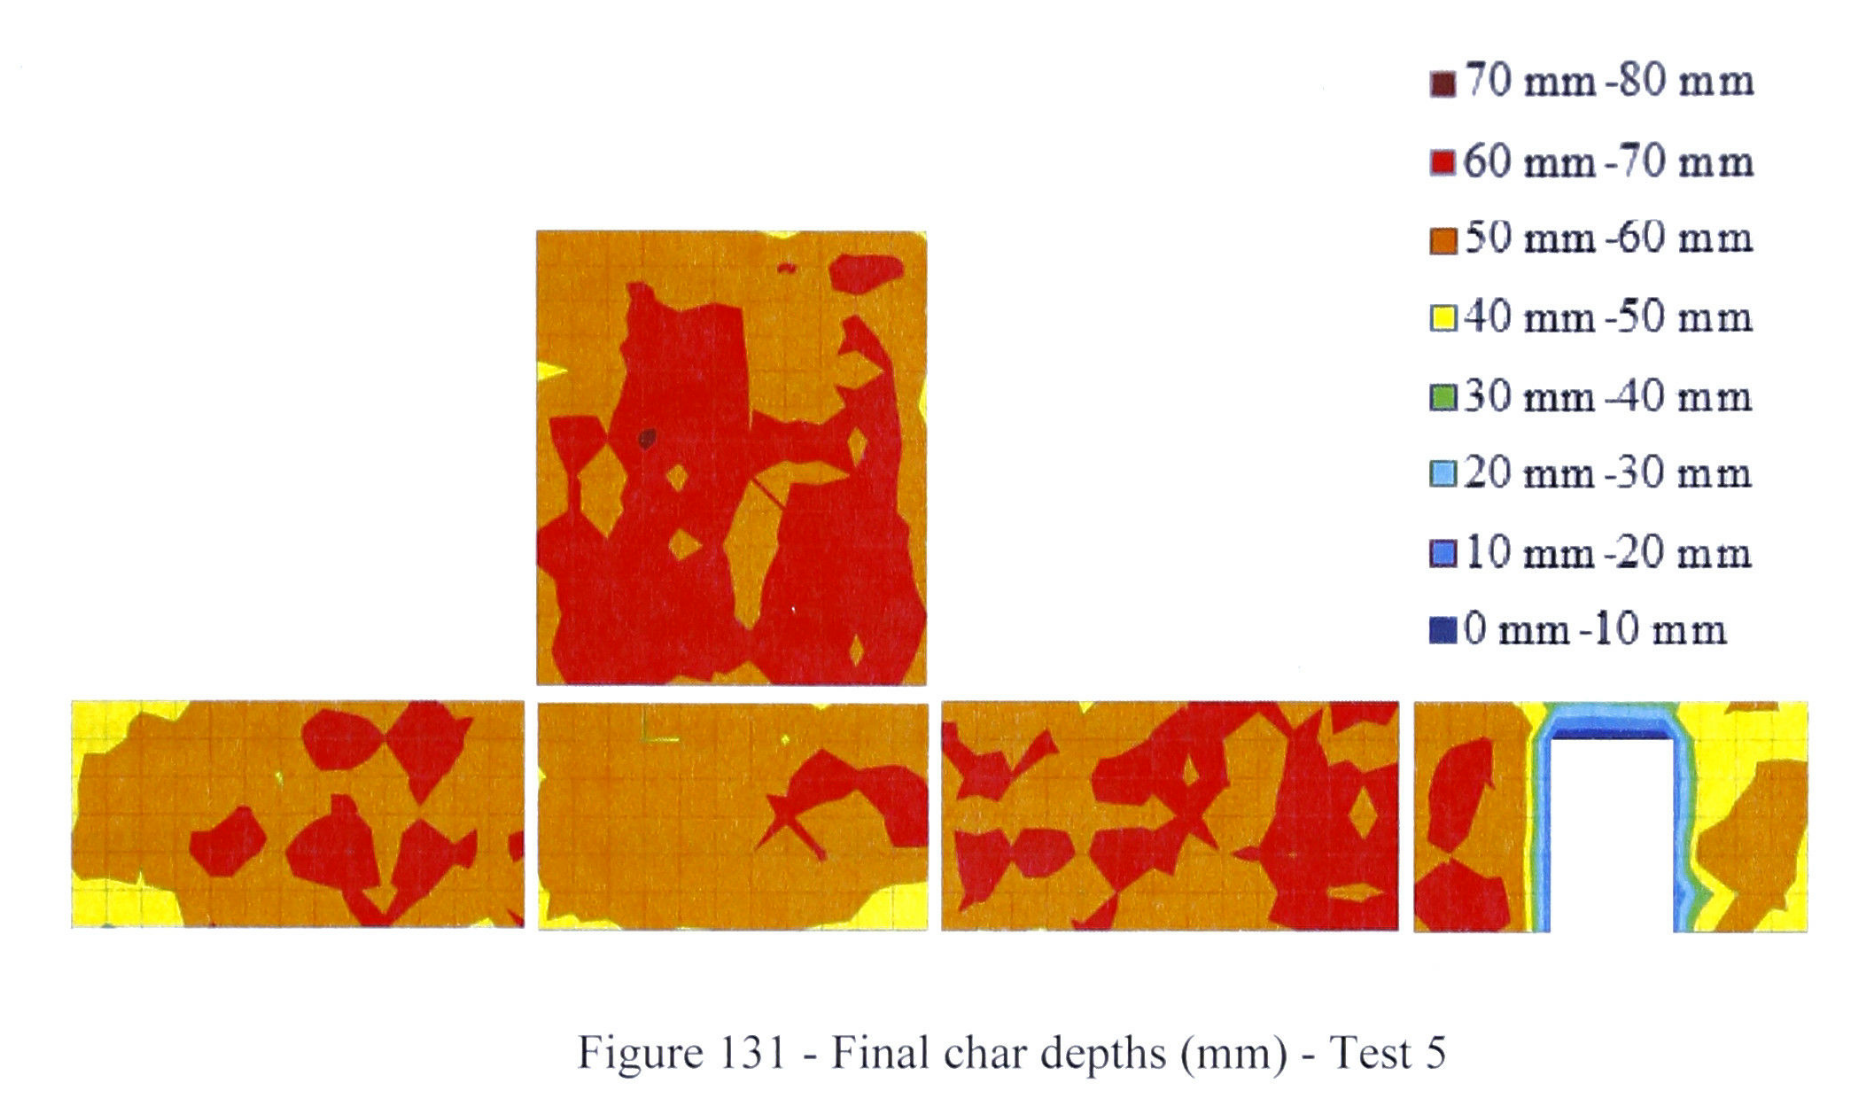 70 mm-80 mm
60 mm-70 mm
50 mm-60 mm
40 mm-50 mm
30 mm-40 mm
20 mm-30 mm
10 mm-20 mm
0 mm-10 mm
Figure 131 - Final char depths (mm) - Test 5